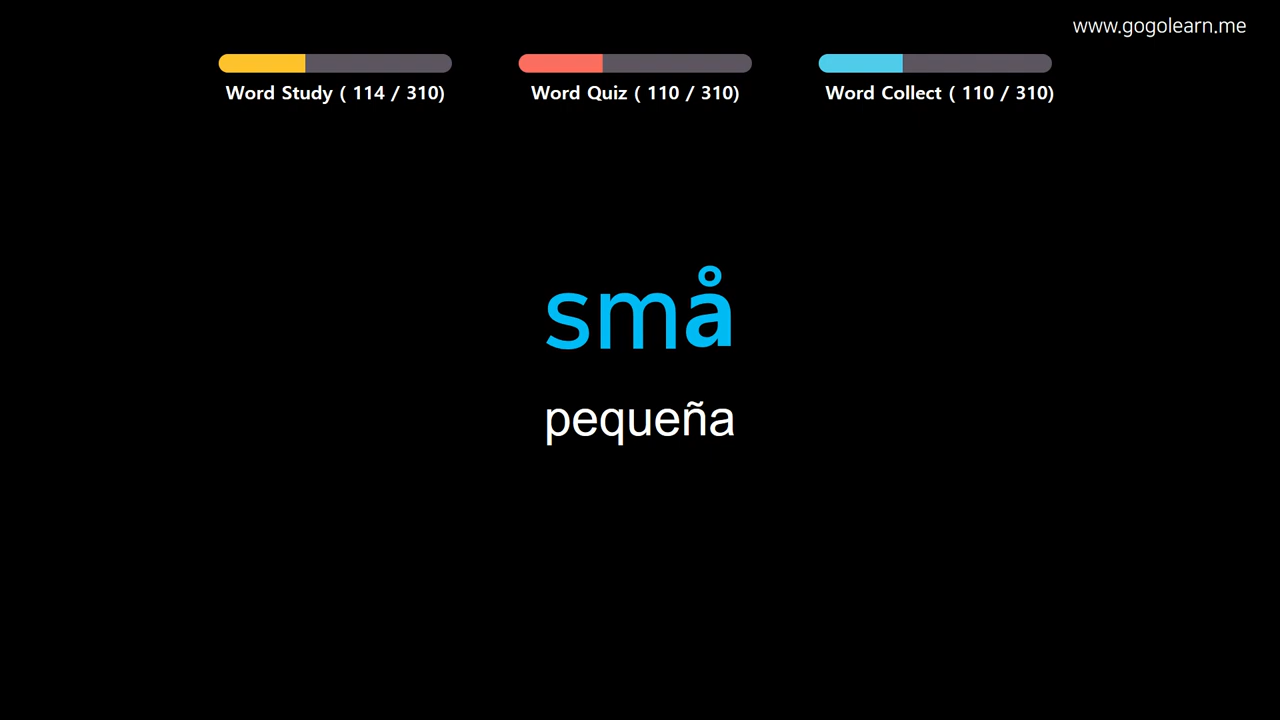 www.gogolearn.me
Word Study ( 114 / 310)
Word Quiz ( 110 / 310)
Word Collect ( 110 / 310)
små
pequeña